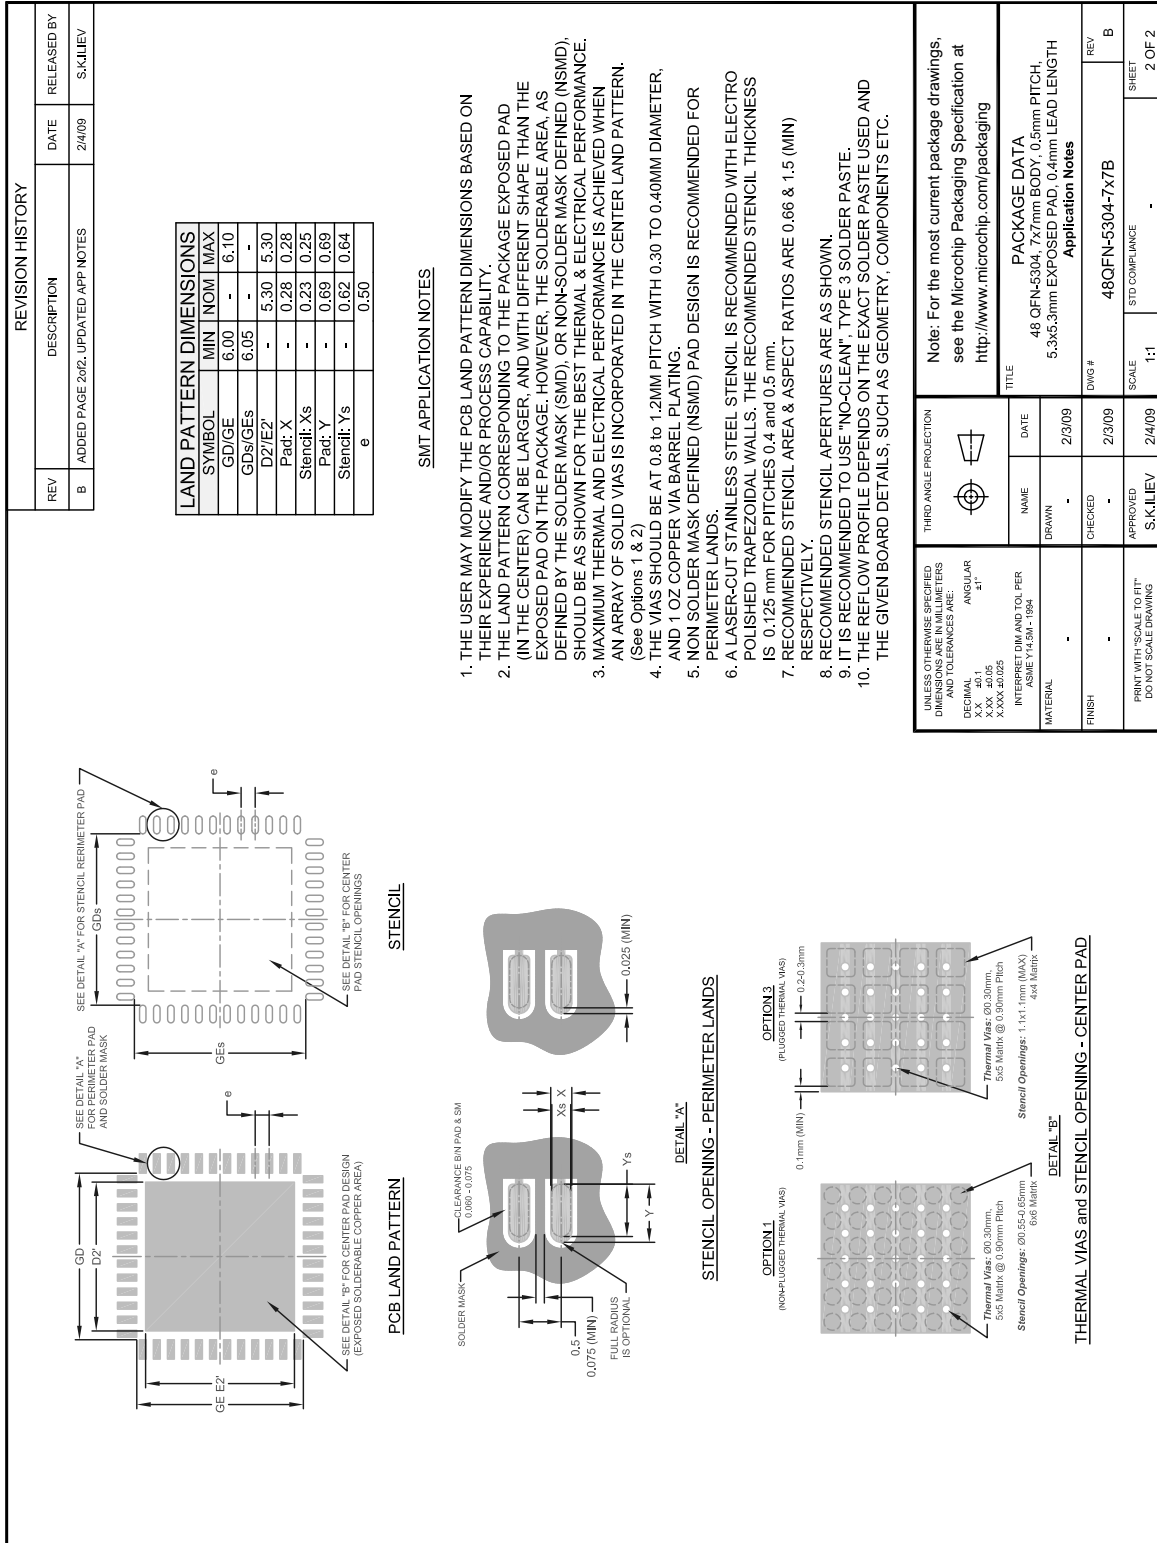 REVISION HISTORY
REV DESCRIPTION DATE RELEASED BY
B ADDED PAGE 2of2. UPDATED APP NOTES 2/4/09 S.K.ILIEV
SEE DETAIL "A"
FOR PERIMETER PAD
AND SOLDER MASK
GD
D2'
e
GE E2'
SEE DETAIL "B" FOR CENTER PAD DESIGN
(EXPOSED SOLDERABLE COPPER AREA)
PCB LAND PATTERN
SEE DETAIL "A" FOR STENCIL RERIMETER PAD
GDs
e
GEs
SEE DETAIL "B" FOR CENTER
PAD STENCIL OPENINGS
STENCIL
LAND PATTERN DIMENSIONS
SYMBOL MIN NOM MAX
GD/GE 6.00 - 6.10
GDs/GEs 6.05 -
D2'/E2' - 5.30 5.30
Pad: X - 0.28 0.28
Stencil: Xs - 0.23 0.25
Pad: Y - 0.69 0.69
Stencil: Ys - 0.62 0.64
e 0.50
SOLDER MASK
CLEARANCE B/N PAD & SM
0.060 - 0.075
0.5
0.075 (MIN)
FULL RADIUS
IS OPTIONAL
Ys
Y
Xs X
0.025 (MIN)
DETAIL "A"
STENCIL OPENING - PERIMETER LANDS
OPTION 1
(NON-PLUGGED THERMAL VIAS)
Thermal Vias: Ø0.30mm,
5x5 Matrix @ 0.90mm Pitch
Stencil Openings: Ø0.55-0.65mm
6x6 Matrix
OPTION 3
(PLUGGED THERMAL VIAS)
0.1mm (MIN)
0.2-0.3mm
Thermal Vias: Ø0.30mm,
5x5 Matrix @ 0.90mm Pitch
Stencil Openings: 1.1x1.1mm (MAX)
4x4 Matrix
DETAIL "B"
THERMAL VIAS and STENCIL OPENING - CENTER PAD
SMT APPLICATION NOTES
1. THE USER MAY MODIFY THE PCB LAND PATTERN DIMENSIONS BASED ON
THEIR EXPERIENCE AND/OR PROCESS CAPABILITY.
2. THE LAND PATTERN CORRESPONDING TO THE PACKAGE EXPOSED PAD
(IN THE CENTER) CAN BE LARGER, AND WITH DIFFERENT SHAPE THAN THE
EXPOSED PAD ON THE PACKAGE. HOWEVER, THE SOLDERABLE AREA, AS
DEFINED BY THE SOLDER MASK (SMD), OR NON-SOLDER MASK DEFINED (NSMD),
SHOULD BE AS SHOWN FOR THE BEST THERMAL & ELECTRICAL PERFORMANCE.
3. MAXIMUM THERMAL AND ELECTRICAL PERFORMANCE IS ACHIEVED WHEN
AN ARRAY OF SOLID VIAS IS INCORPORATED IN THE CENTER LAND PATTERN.
(See Options 1 & 2)
4. THE VIAS SHOULD BE AT 0.8 to 1.2MM PITCH WITH 0.30 TO 0.40MM DIAMETER,
AND 1 OZ COPPER VIA BARREL PLATING.
5. NON SOLDER MASK DEFINED (NSMD) PAD DESIGN IS RECOMMENDED FOR
PERIMETER LANDS.
6. A LASER-CUT STAINLESS STEEL STENCIL IS RECOMMENDED WITH ELECTRO
POLISHED TRAPEZOIDAL WALLS. THE RECOMMENDED STENCIL THICKNESS
IS 0.125 mm FOR PITCHES 0.4 and 0.5 mm.
7. RECOMMENDED STENCIL AREA & ASPECT RATIOS ARE 0.66 & 1.5 (MIN)
RESPECTIVELY.
8. RECOMMENDED STENCIL APERTURES ARE AS SHOWN.
9. IT IS RECOMMENDED TO USE "NO-CLEAN", TYPE 3 SOLDER PASTE.
10. THE REFLOW PROFILE DEPENDS ON THE EXACT SOLDER PASTE USED AND
THE GIVEN BOARD DETAILS, SUCH AS GEOMETRY, COMPONENTS ETC.
UNLESS OTHERWISE SPECIFIED
DIMENSIONS ARE IN MILLIMETERS
AND TOLERANCES ARE:
DECIMAL ANGULAR
X.X ±0.1 ±1°
X.XX ±0.05
X.XXX ±0.025
INTERPRET DIM AND TOL PER
ASME Y14.5M - 1994
MATERIAL
-
FINISH
-
PRINT WITH "SCALE TO FIT"
DO NOT SCALE DRAWING
THIRD ANGLE PROJECTION
NAME DATE
DRAWN
- 2/3/09
CHECKED
- 2/3/09
APPROVED
S.K.ILIEV 2/4/09
Note: For the most current package drawings,
see the Microchip Packaging Specification at
http://www.microchip.com/packaging
TITLE
PACKAGE DATA
48 QFN-5304, 7x7mm BODY, 0.5mm PITCH,
5.3x5.3mm EXPOSED PAD, 0.4mm LEAD LENGTH
Application Notes
DWG # REV
48QFN-5304-7x7B B
SCALE STD COMPLIANCE SHEET
1:1 - 2 OF 2